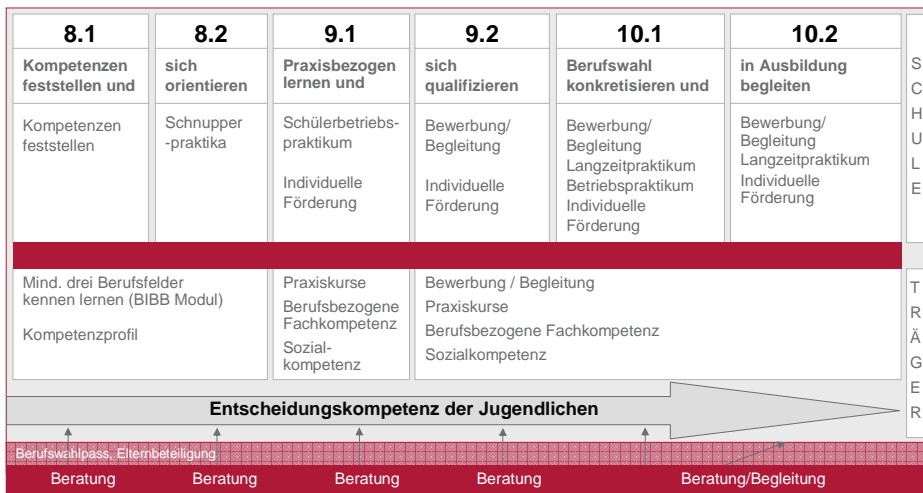 8.1
8.2
9.1
9.2
10.1
10.2
Kompetenzen
feststellen und
sich
orientieren
Praxisbezogen
lernen und
sich
qualifizieren
Berufswahl
konkretisieren und
in Ausbildung
begleiten
Kompetenzen
feststellen
Schnupper
-praktika
Schülerbetriebs-
praktikum
Individuelle
Förderung
Bewerbung/
Begleitung
Individuelle
Förderung
Bewerbung/
Begleitung
Langzeitpraktikum
Betriebspraktikum
Individuelle
Förderung
Bewerbung/
Begleitung
Langzeitpraktikum
Individuelle
Förderung
S
C
H
U
L
E
Mind. drei Berufsfelder
kennen lernen (BIBB Modul)
Kompetenzprofil
Praxiskurse
Berufsbezogene
Fachkompetenz
Sozial-
kompetenz
Bewerbung / Begleitung
Praxiskurse
Berufsbezogene Fachkompetenz
Sozialkompetenz
T
R
Ä
G
E
R
Entscheidungskompetenz der Jugendlichen
Berufswahlpass, Elternbeteiligung
Beratung
Beratung
Beratung
Beratung
Beratung/Begleitung